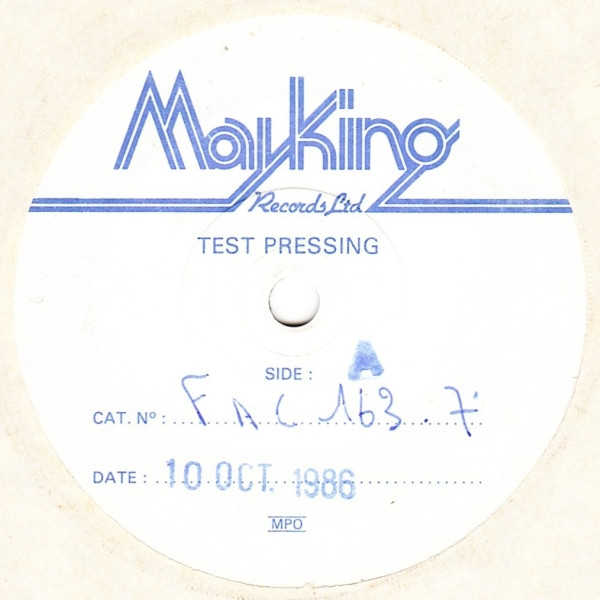 Mayking
Records Ltd
TEST PRESSING
SIDE : A
CAT. Nº : FAC 163.7"
DATE : 10 OCT. 1986
MPO